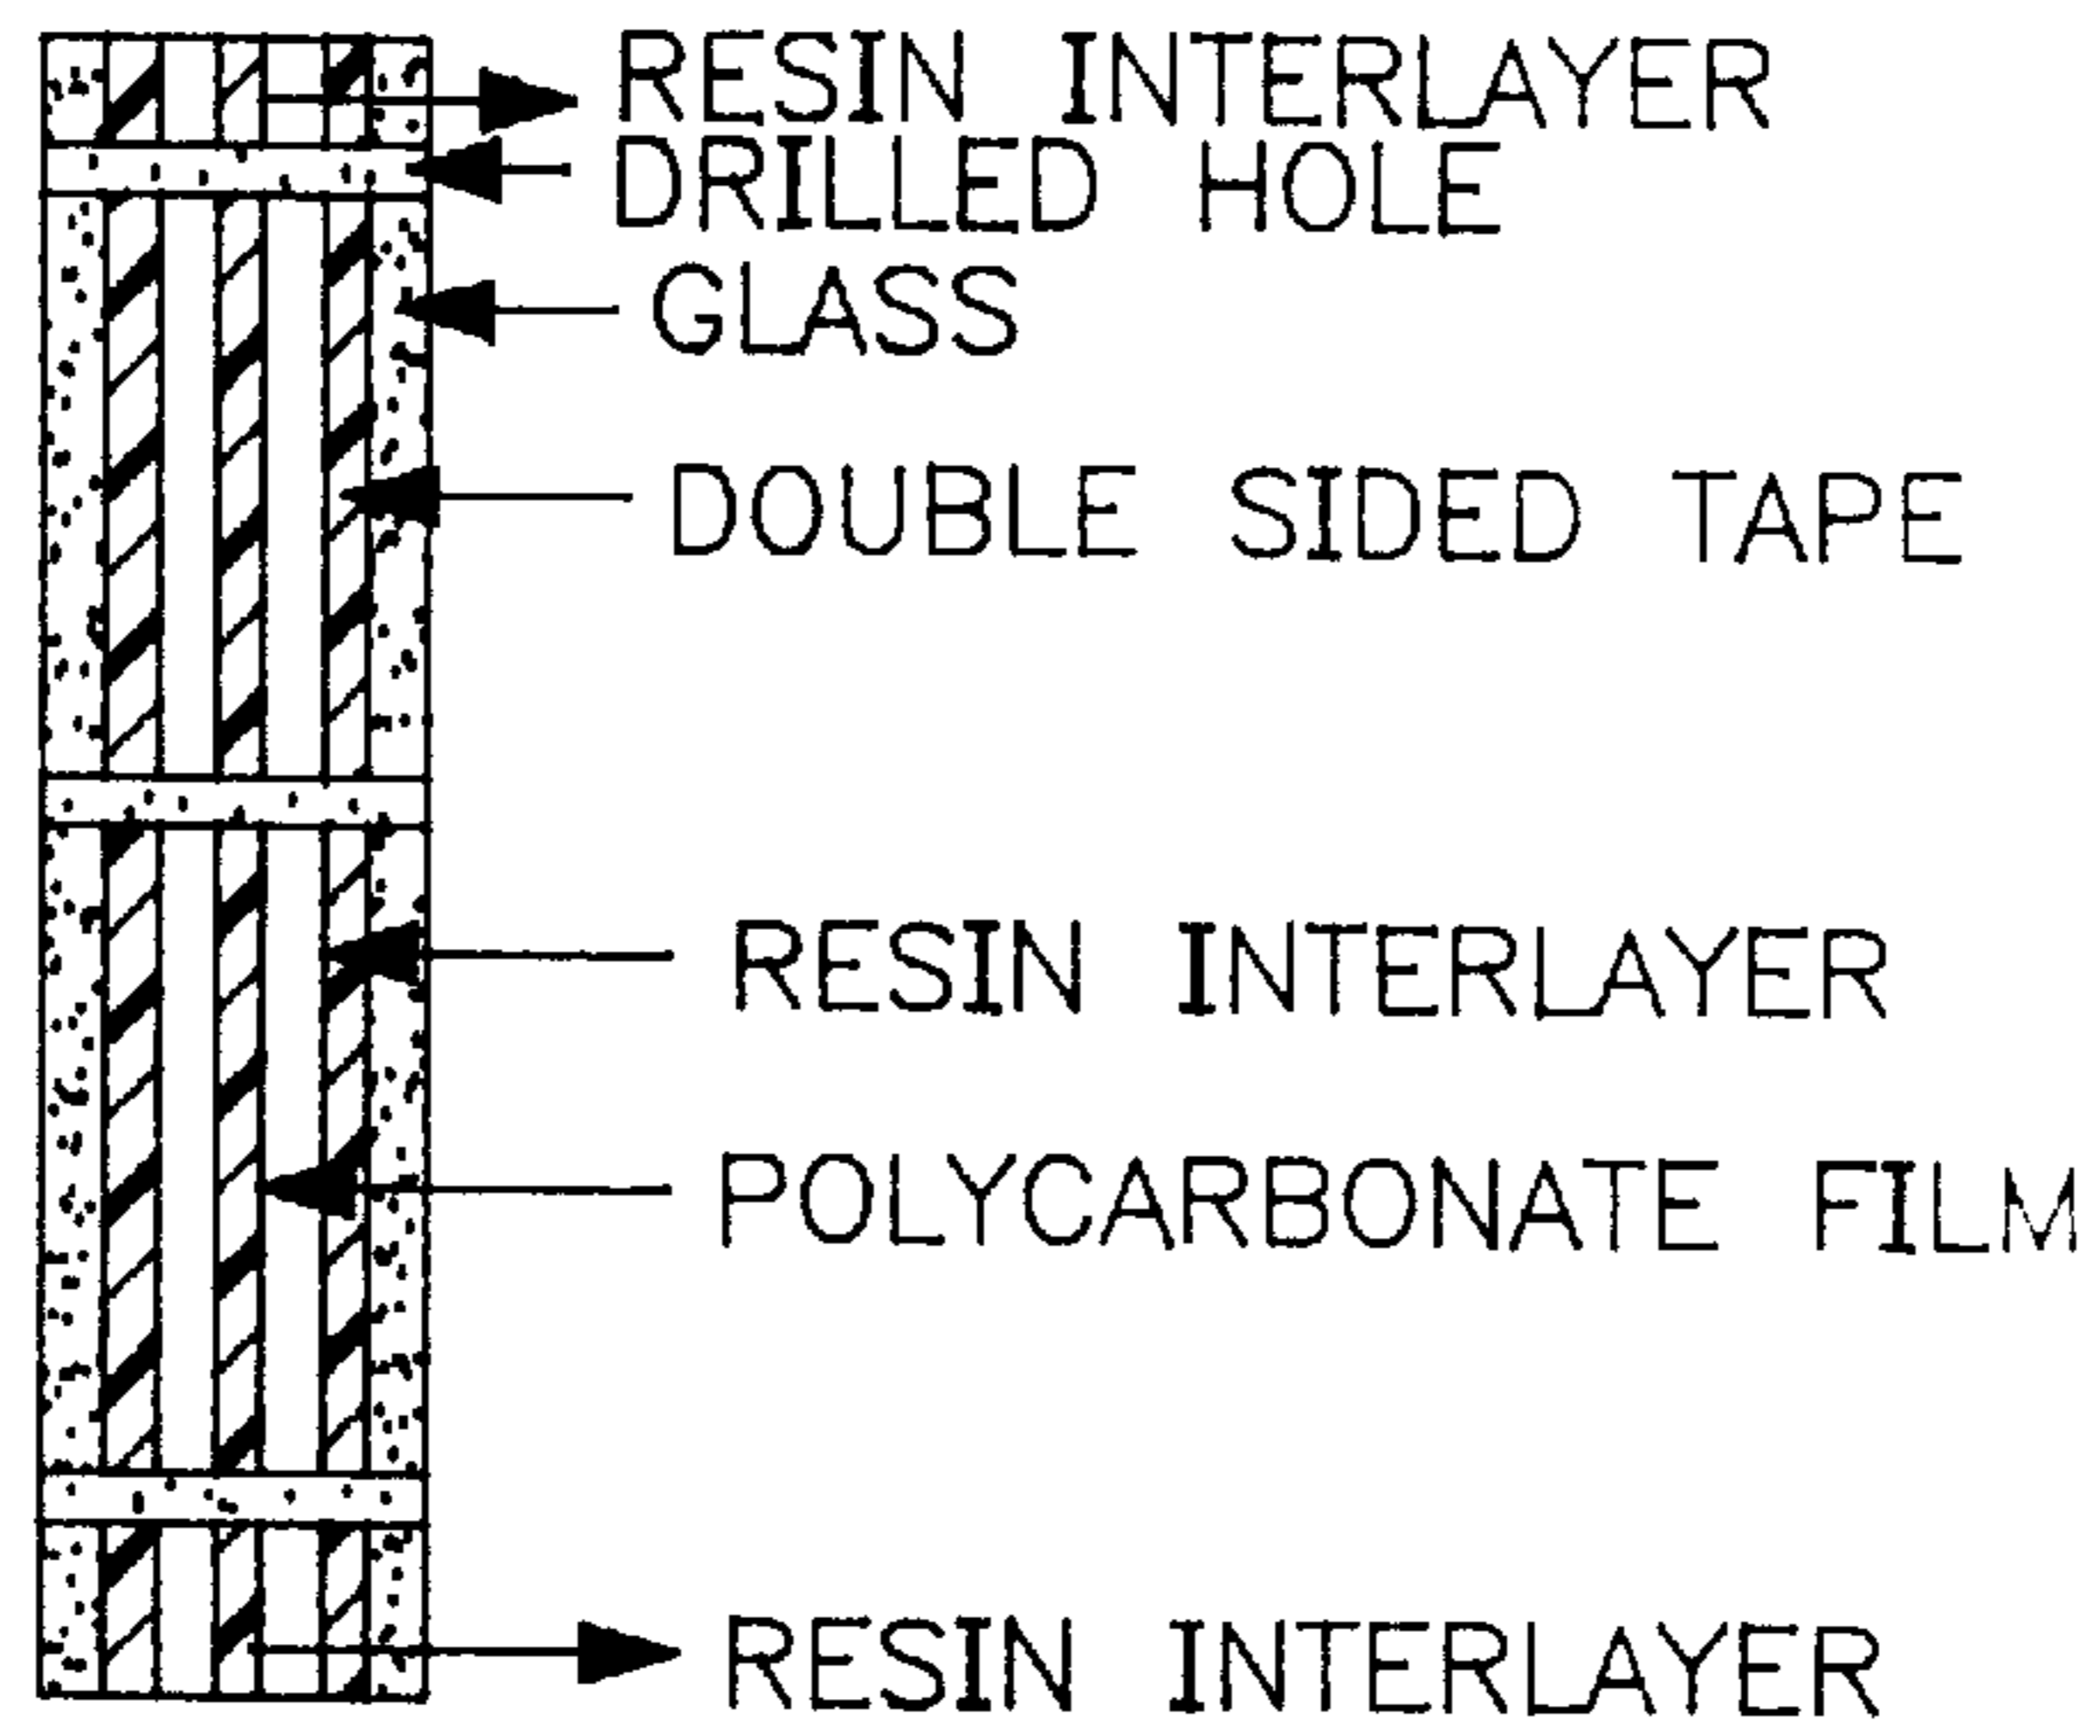 RESIN INTERLAYER
DRILLED HOLE
GLASS
DOUBLE SIDED TAPE
RESIN INTERLAYER
POLYCARBONATE FILM
RESIN INTERLAYER